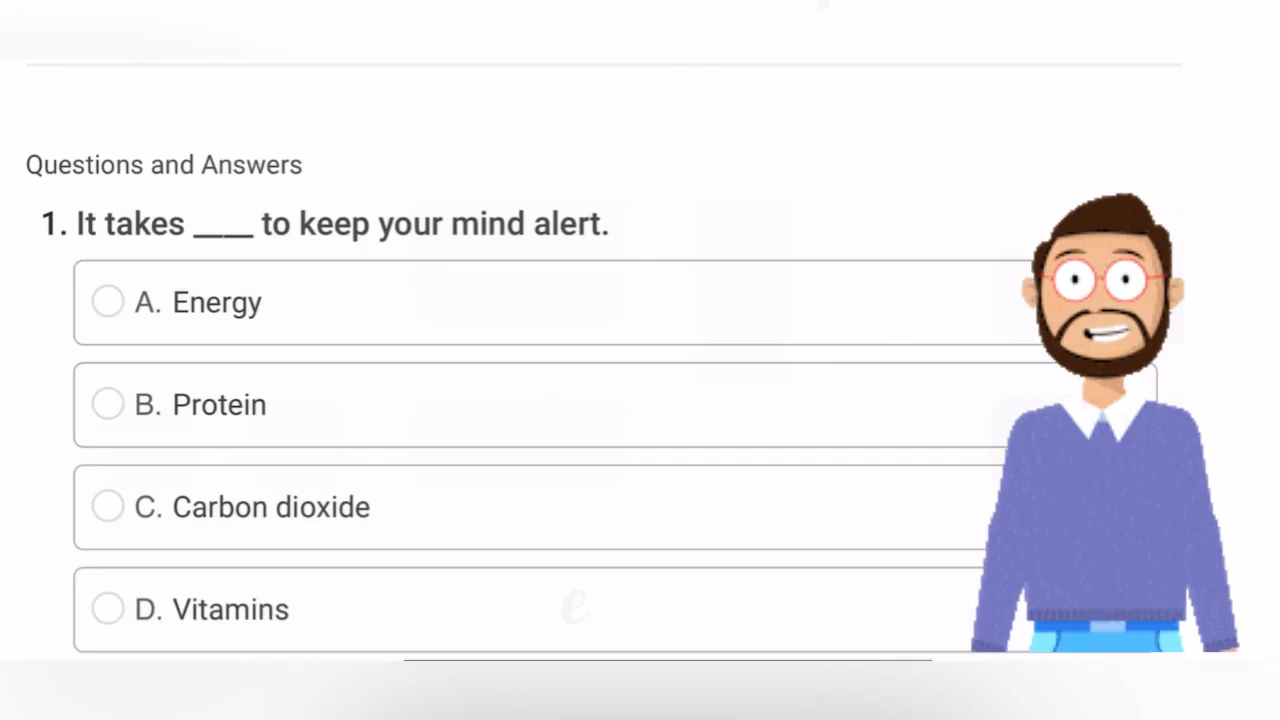 Questions and Answers
1. It takes ____ to keep your mind alert.
A. Energy
B. Protein
C. Carbon dioxide
D. Vitamins
e